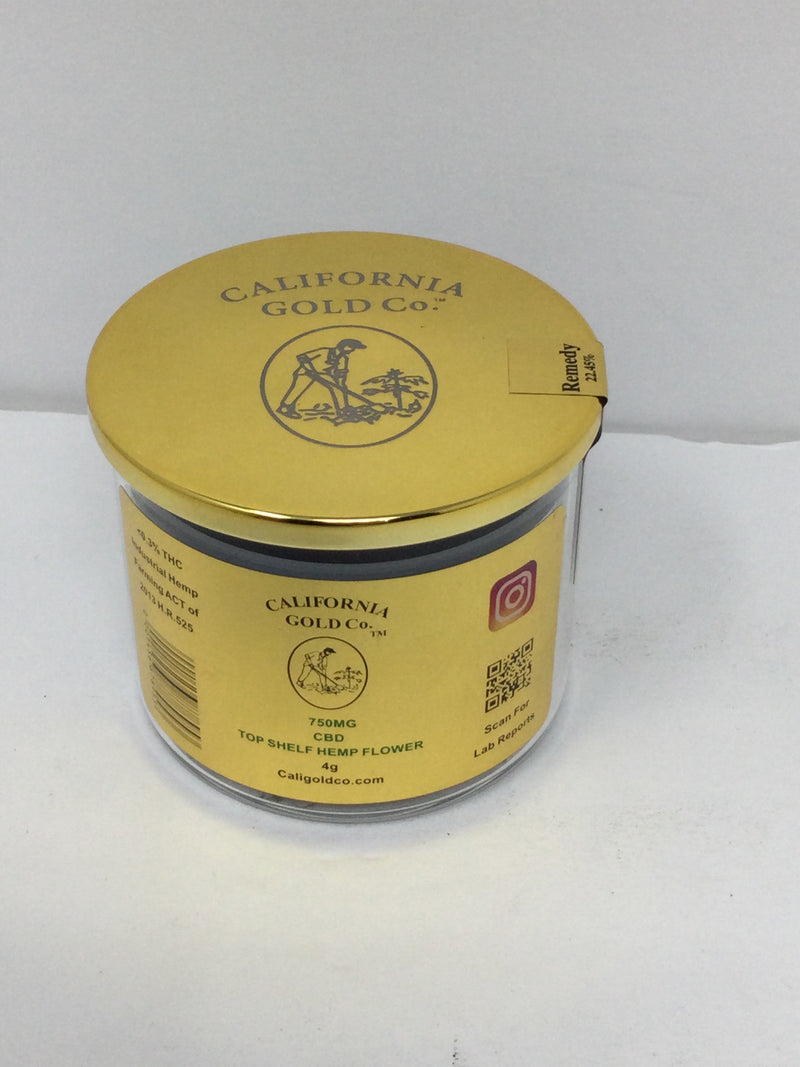 CALIFORNIA
GOLD Co.™
Remedy
22.45%
<0.3% THC
Industrial Hemp
Farming ACT of
2013 H.R.525
CALIFORNIA
GOLD Co.
TM
750MG
CBD
TOP SHELF HEMP FLOWER
4g
Caligoldco.com
Scan For
Lab Reports